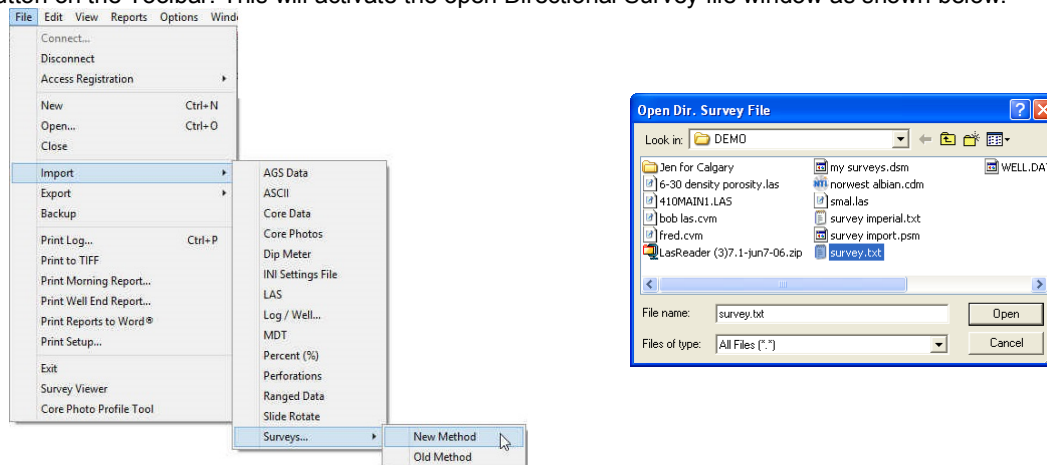 utton on the Toolbar. This will activate the open Directional Survey file window as shown below.
File Edit View Reports Options Wind
Connect...
Disconnect
Access Registration
New Ctrl+N
Open... Ctrl+O
Close
Import
Export
Backup
Print Log... Ctrl+P
Print to TIFF
Print Morning Report...
Print Well End Report...
Print Reports to Word®
Print Setup...
Exit
Survey Viewer
Core Photo Profile Tool
AGS Data
ASCII
Core Data
Core Photos
Dip Meter
INI Settings File
LAS
Log / Well...
MDT
Percent (%)
Perforations
Ranged Data
Slide Rotate
Surveys...
New Method
Old Method
Open Dir. Survey File
Look in: DEMO
Jen for Calgary
6-30 density porosity.las
410MAIN1.LAS
bob las.cvm
fred.cvm
LasReader (3)7.1-jun7-06.zip
my surveys.dsm
norwest albian.cdm
smal.las
survey imperial.txt
survey import.psm
survey.txt
WELL.DA
File name: survey.txt Open
Files of type: All Files (*.*) Cancel